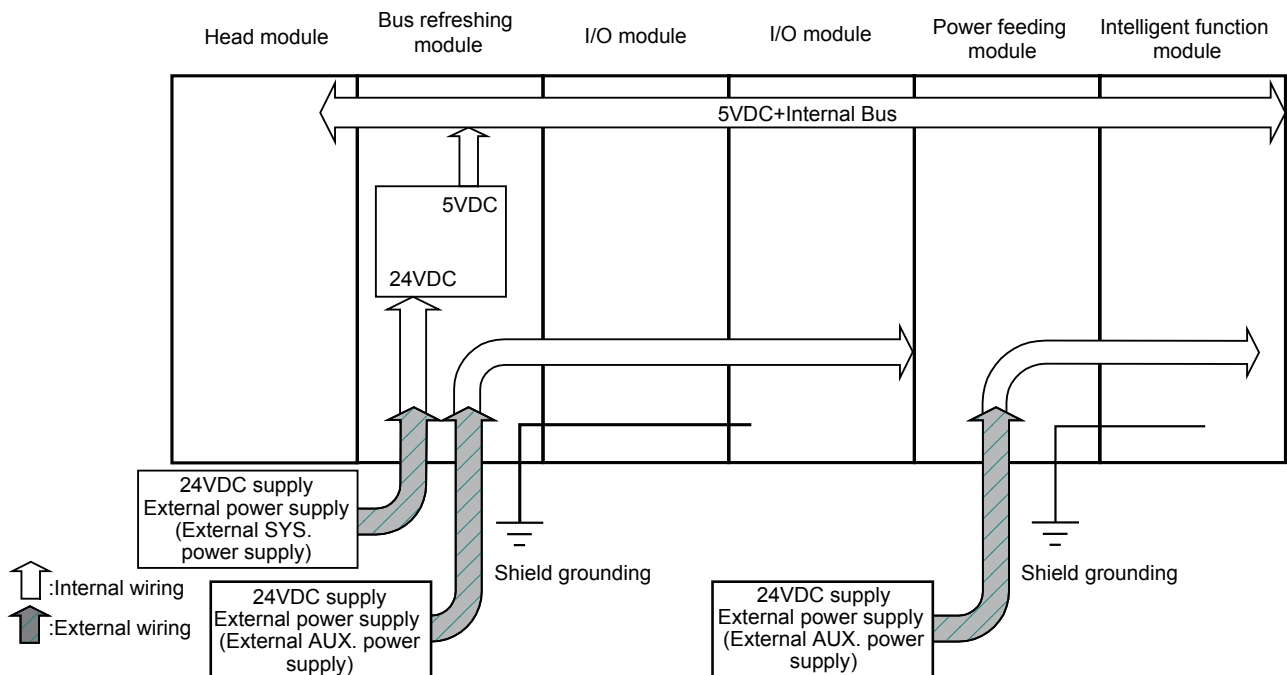 Head module
Bus refreshing
module
I/O module
I/O module
Power feeding
module
Intelligent function
module
5VDC+Internal Bus
5VDC
24VDC
24VDC supply
External power supply
(External SYS.
power supply)
:Internal wiring
:External wiring
24VDC supply
External power supply
(External AUX. power
supply)
Shield grounding
24VDC supply
External power supply
(External AUX. power
supply)
Shield grounding